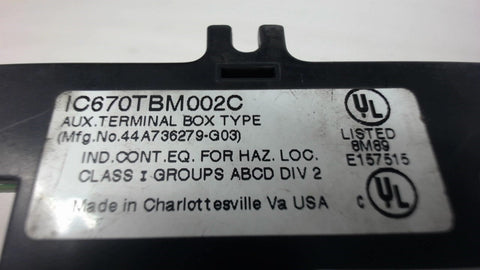 IC670TBM002C
AUX.TERMINAL BOX TYPE
(Mfg.No.44A736279-G03)
IND.CONT.EQ. FOR HAZ. LOC.
CLASS I GROUPS ABCD DIV 2
Made in Charlottesville Va USA
UL
LISTED
8M89
E157515
C UL